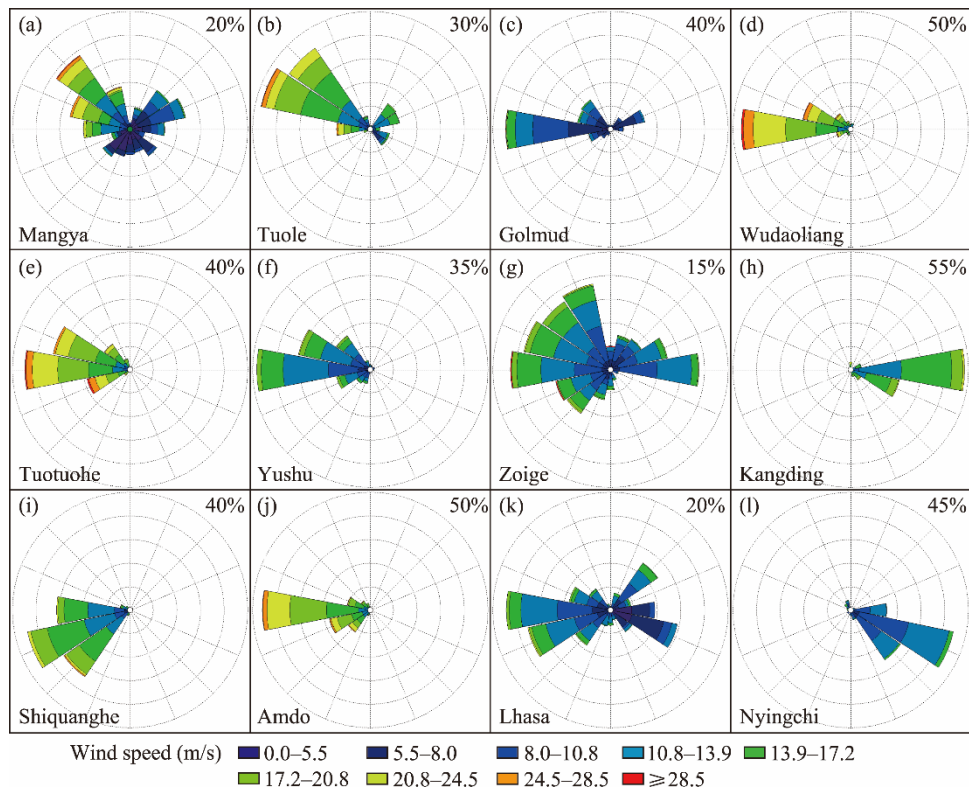 (a) 20% (b) 30% (c) 40% (d) 50%
Mangya Tuole Golmud Wudaoliang
(e) 40% (f) 35% (g) 15% (h) 55%
Tuotuohe Yushu Zoige Kangding
(i) 40% (j) 50% (k) 20% (l) 45%
Shiquanghe Amdo Lhasa Nyingchi
Wind speed (m/s) 0.0–5.5 5.5–8.0 8.0–10.8 10.8–13.9 13.9–17.2
17.2–20.8 20.8–24.5 24.5–28.5 ⩾28.5